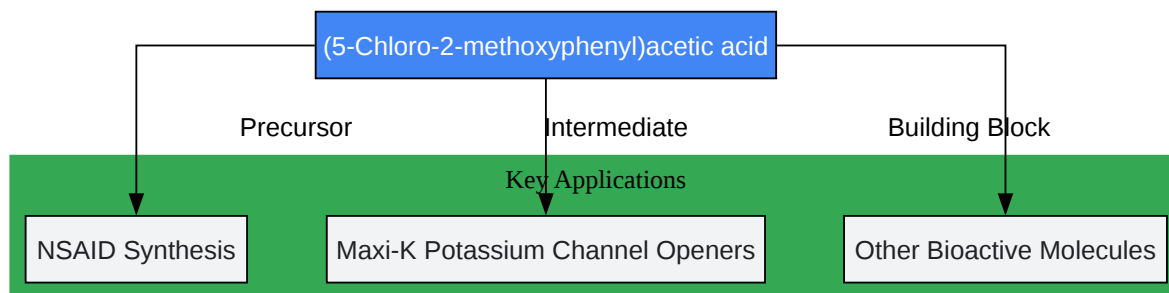 (5-Chloro-2-methoxyphenyl)acetic acid
Precursor
Intermediate
Building Block
Key Applications
NSAID Synthesis
Maxi-K Potassium Channel Openers
Other Bioactive Molecules